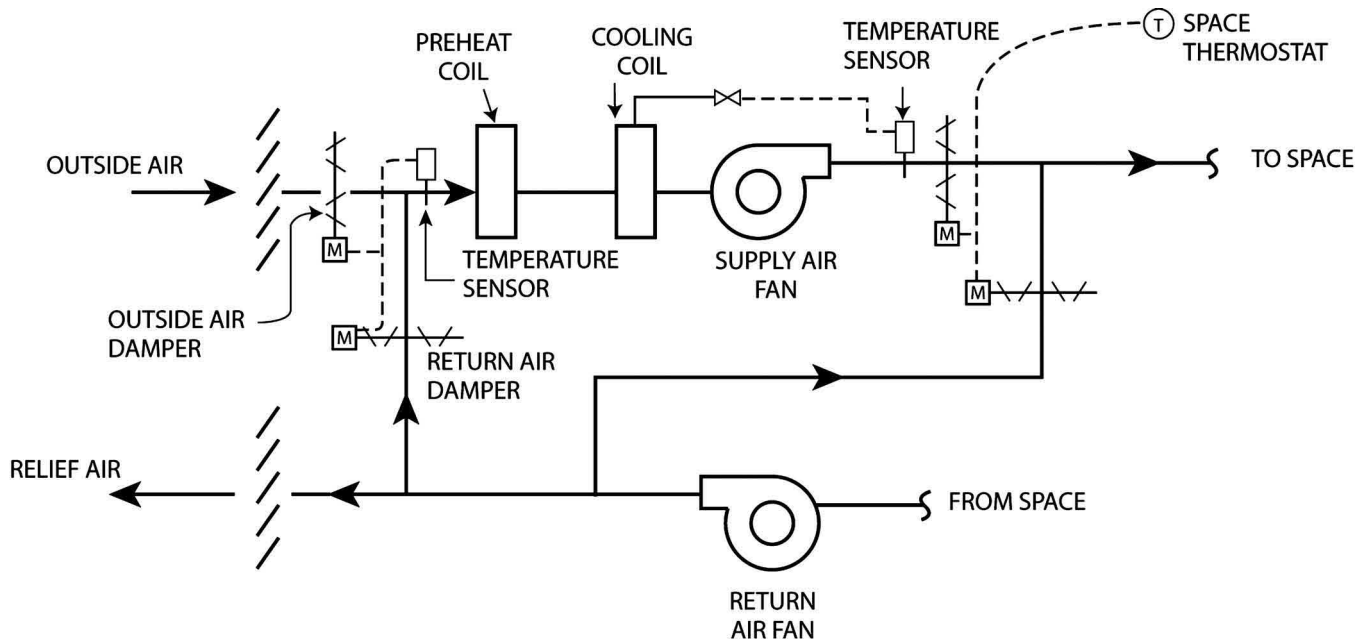 PREHEAT
COIL
COOLING
COIL
TEMPERATURE
SENSOR
T
SPACE
THERMOSTAT
OUTSIDE AIR
TO SPACE
M
M
TEMPERATURE
SENSOR
SUPPLY AIR
FAN
M
OUTSIDE AIR
DAMPER
M
RETURN AIR
DAMPER
RELIEF AIR
FROM SPACE
RETURN
AIR FAN